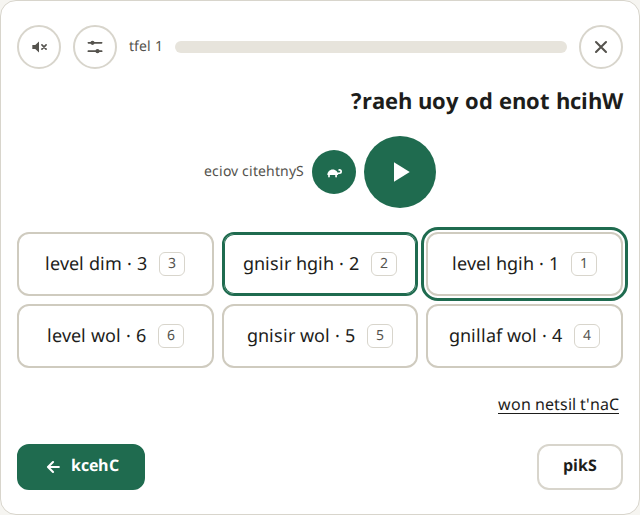 tfel 1
?raeh uoy od enot hcihW
eciov citehtnyS
level hgih · 1 1
gnisir hgih · 2 2
level dim · 3 3
gnillaf wol · 4 4
gnisir wol · 5 5
level wol · 6 6
won netsil t'naC
pikS
kcehC